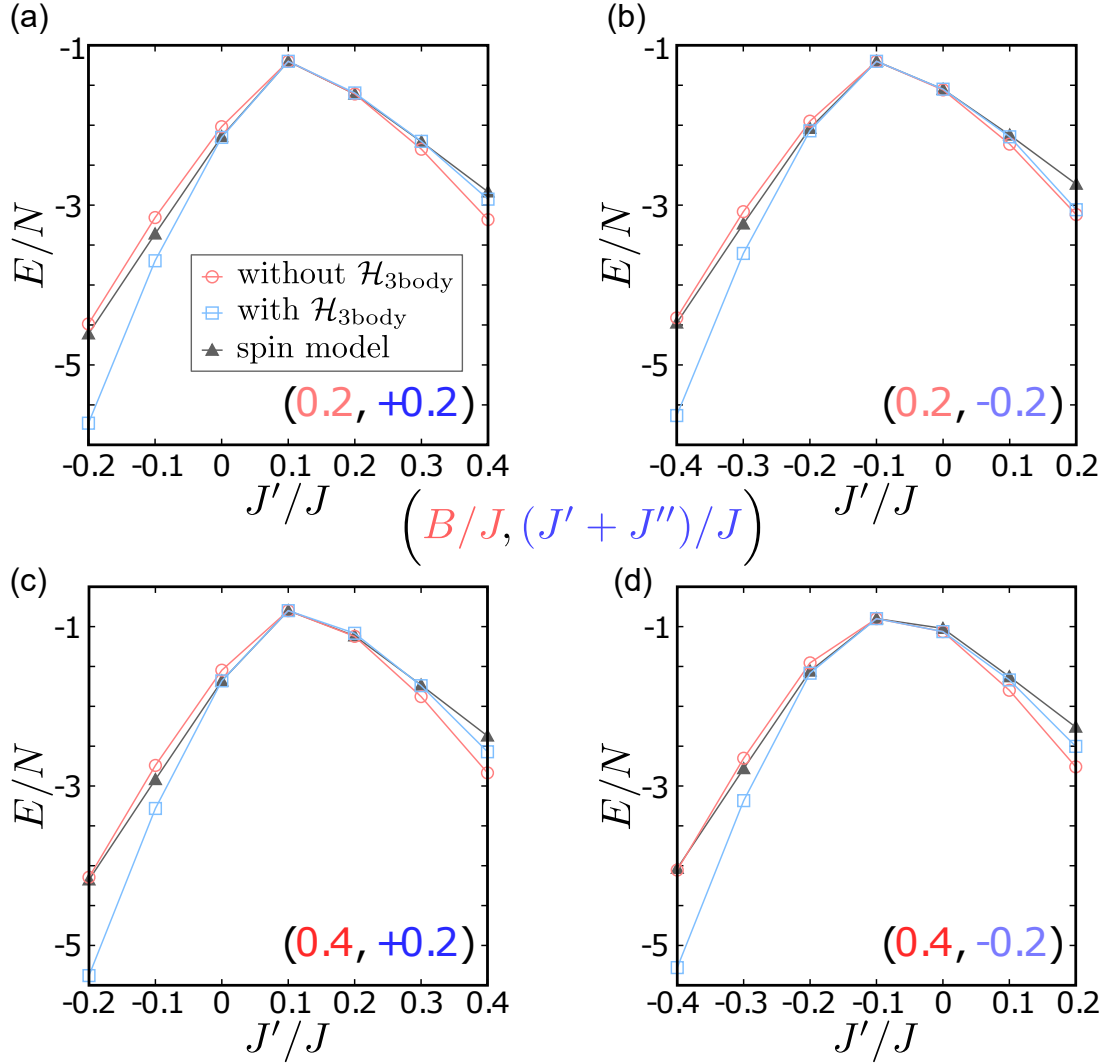 (a)
-1
-3
-5
E/N
without ℋ3body
with ℋ3body
spin model
(0.2, +0.2)
-0.2 -0.1 0 0.1 0.2 0.3 0.4
J′/J
(b)
-1
-3
-5
E/N
(0.2, -0.2)
-0.4 -0.3 -0.2 -0.1 0 0.1 0.2
J′/J
(B/J, (J′ + J′′)/J)
(c)
-1
-3
-5
E/N
(0.4, +0.2)
-0.2 -0.1 0 0.1 0.2 0.3 0.4
J′/J
(d)
-1
-3
-5
E/N
(0.4, -0.2)
-0.4 -0.3 -0.2 -0.1 0 0.1 0.2
J′/J